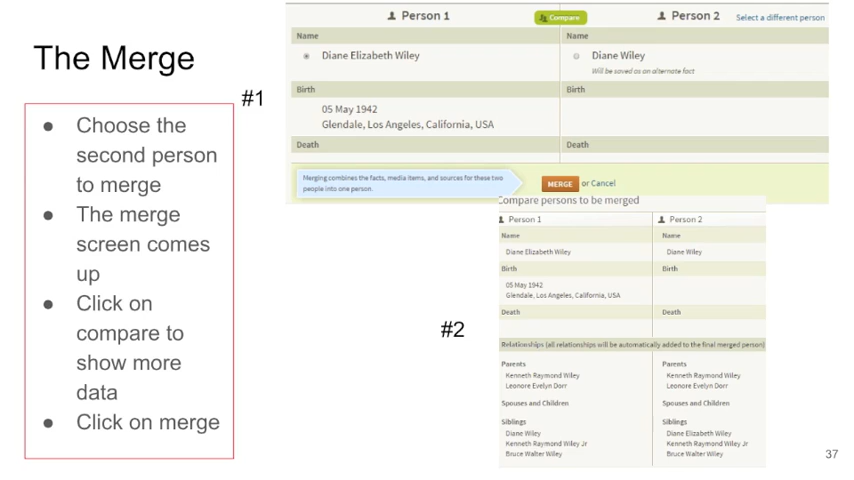 The Merge
● Choose the
second person
to merge
● The merge
screen comes
up
● Click on
compare to
show more
data
● Click on merge
#1
Person 1 Compare Person 2 Select a different person
Name Name
Diane Elizabeth Wiley Diane Wiley
Will be saved as an alternate fact
Birth Birth
05 May 1942
Glendale, Los Angeles, California, USA
Death Death
Merging combines the facts, media items, and sources for these two
people into one person.
MERGE or Cancel
#2
Compare persons to be merged
Person 1 Person 2
Name Name
Diane Elizabeth Wiley Diane Wiley
Birth Birth
05 May 1942
Glendale, Los Angeles, California, USA
Death Death
Relationships (all relationships will be automatically added to the final merged person)
Parents Parents
Kenneth Raymond Wiley Kenneth Raymond Wiley
Leonore Evelyn Dorr Leonore Evelyn Dorr
Spouses and Children Spouses and Children
Siblings Siblings
Diane Wiley Diane Elizabeth Wiley
Kenneth Raymond Wiley Jr Kenneth Raymond Wiley Jr
Bruce Walter Wiley Bruce Walter Wiley
37